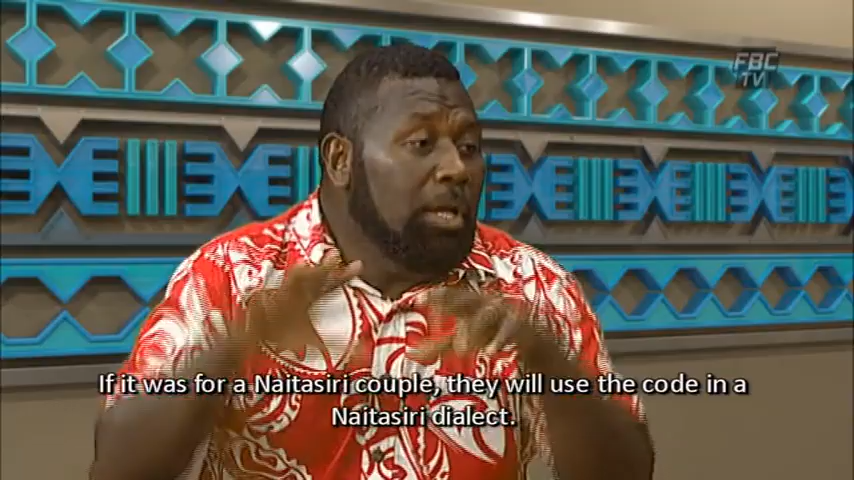 FBC
TV
If it was for a Naitasiri couple, they will use the code in a
Naitasiri dialect.